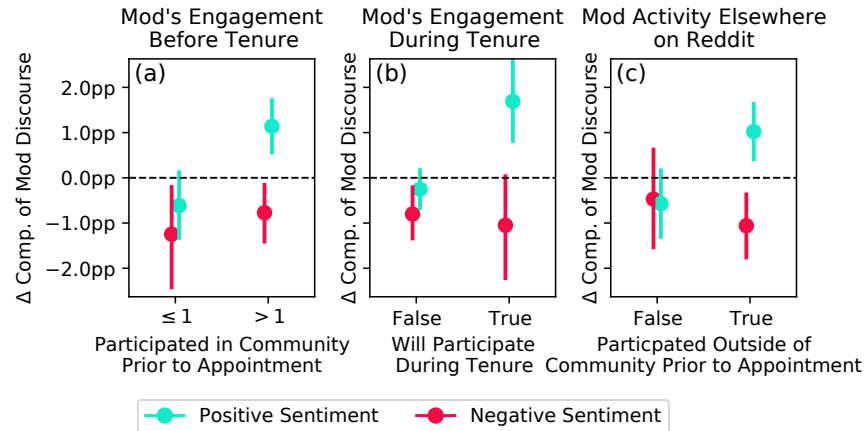 Mod's Engagement
Before Tenure
Mod's Engagement
During Tenure
Mod Activity Elsewhere
on Reddit
Δ Comp. of Mod Discourse
(a)
2.0pp
1.0pp
0.0pp
−1.0pp
−2.0pp
≤ 1
> 1
Participated in Community
Prior to Appointment
Δ Comp. of Mod Discourse
(b)
False
True
Will Participate
During Tenure
Δ Comp. of Mod Discourse
(c)
False
True
Particpated Outside of
Community Prior to Appointment
Positive Sentiment
Negative Sentiment